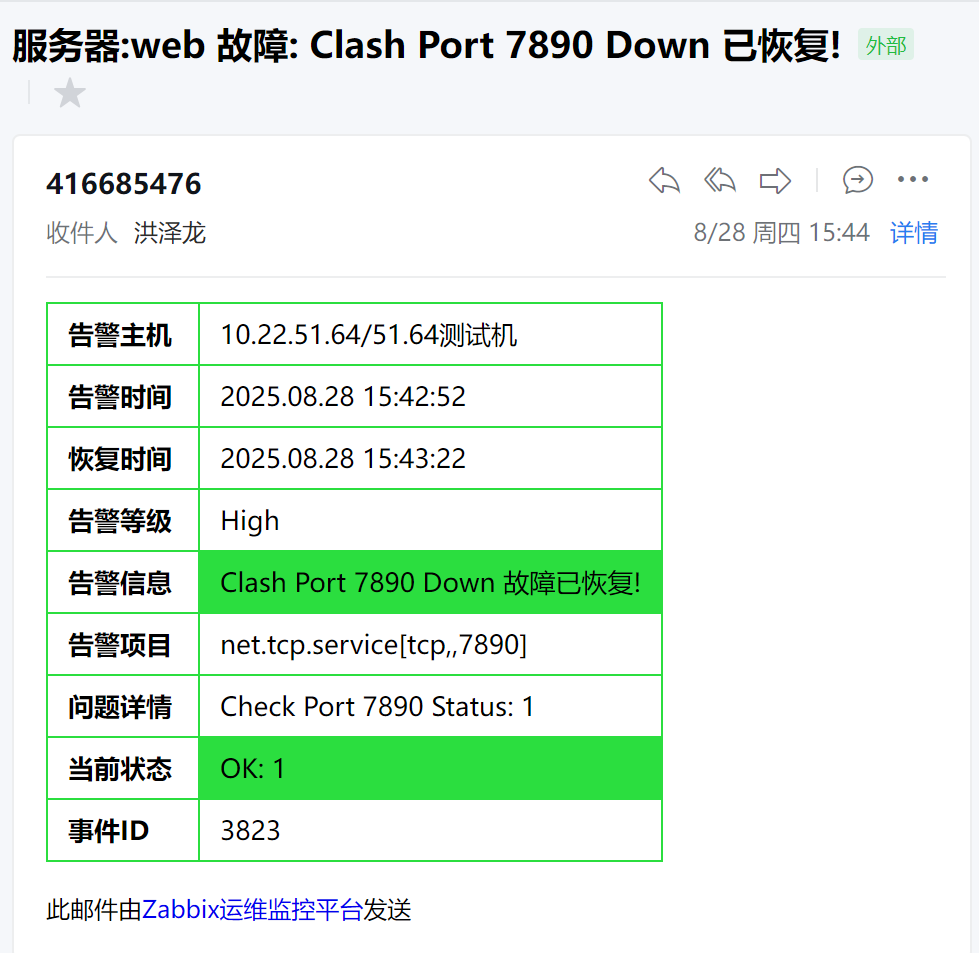 服务器:web 故障: Clash Port 7890 Down 已恢复! 外部
416685476
收件人 洪泽龙 8/28 周四 15:44 详情
告警主机 10.22.51.64/51.64测试机
告警时间 2025.08.28 15:42:52
恢复时间 2025.08.28 15:43:22
告警等级 High
告警信息 Clash Port 7890 Down 故障已恢复!
告警项目 net.tcp.service[tcp,,7890]
问题详情 Check Port 7890 Status: 1
当前状态 OK: 1
事件ID 3823
此邮件由Zabbix运维监控平台发送